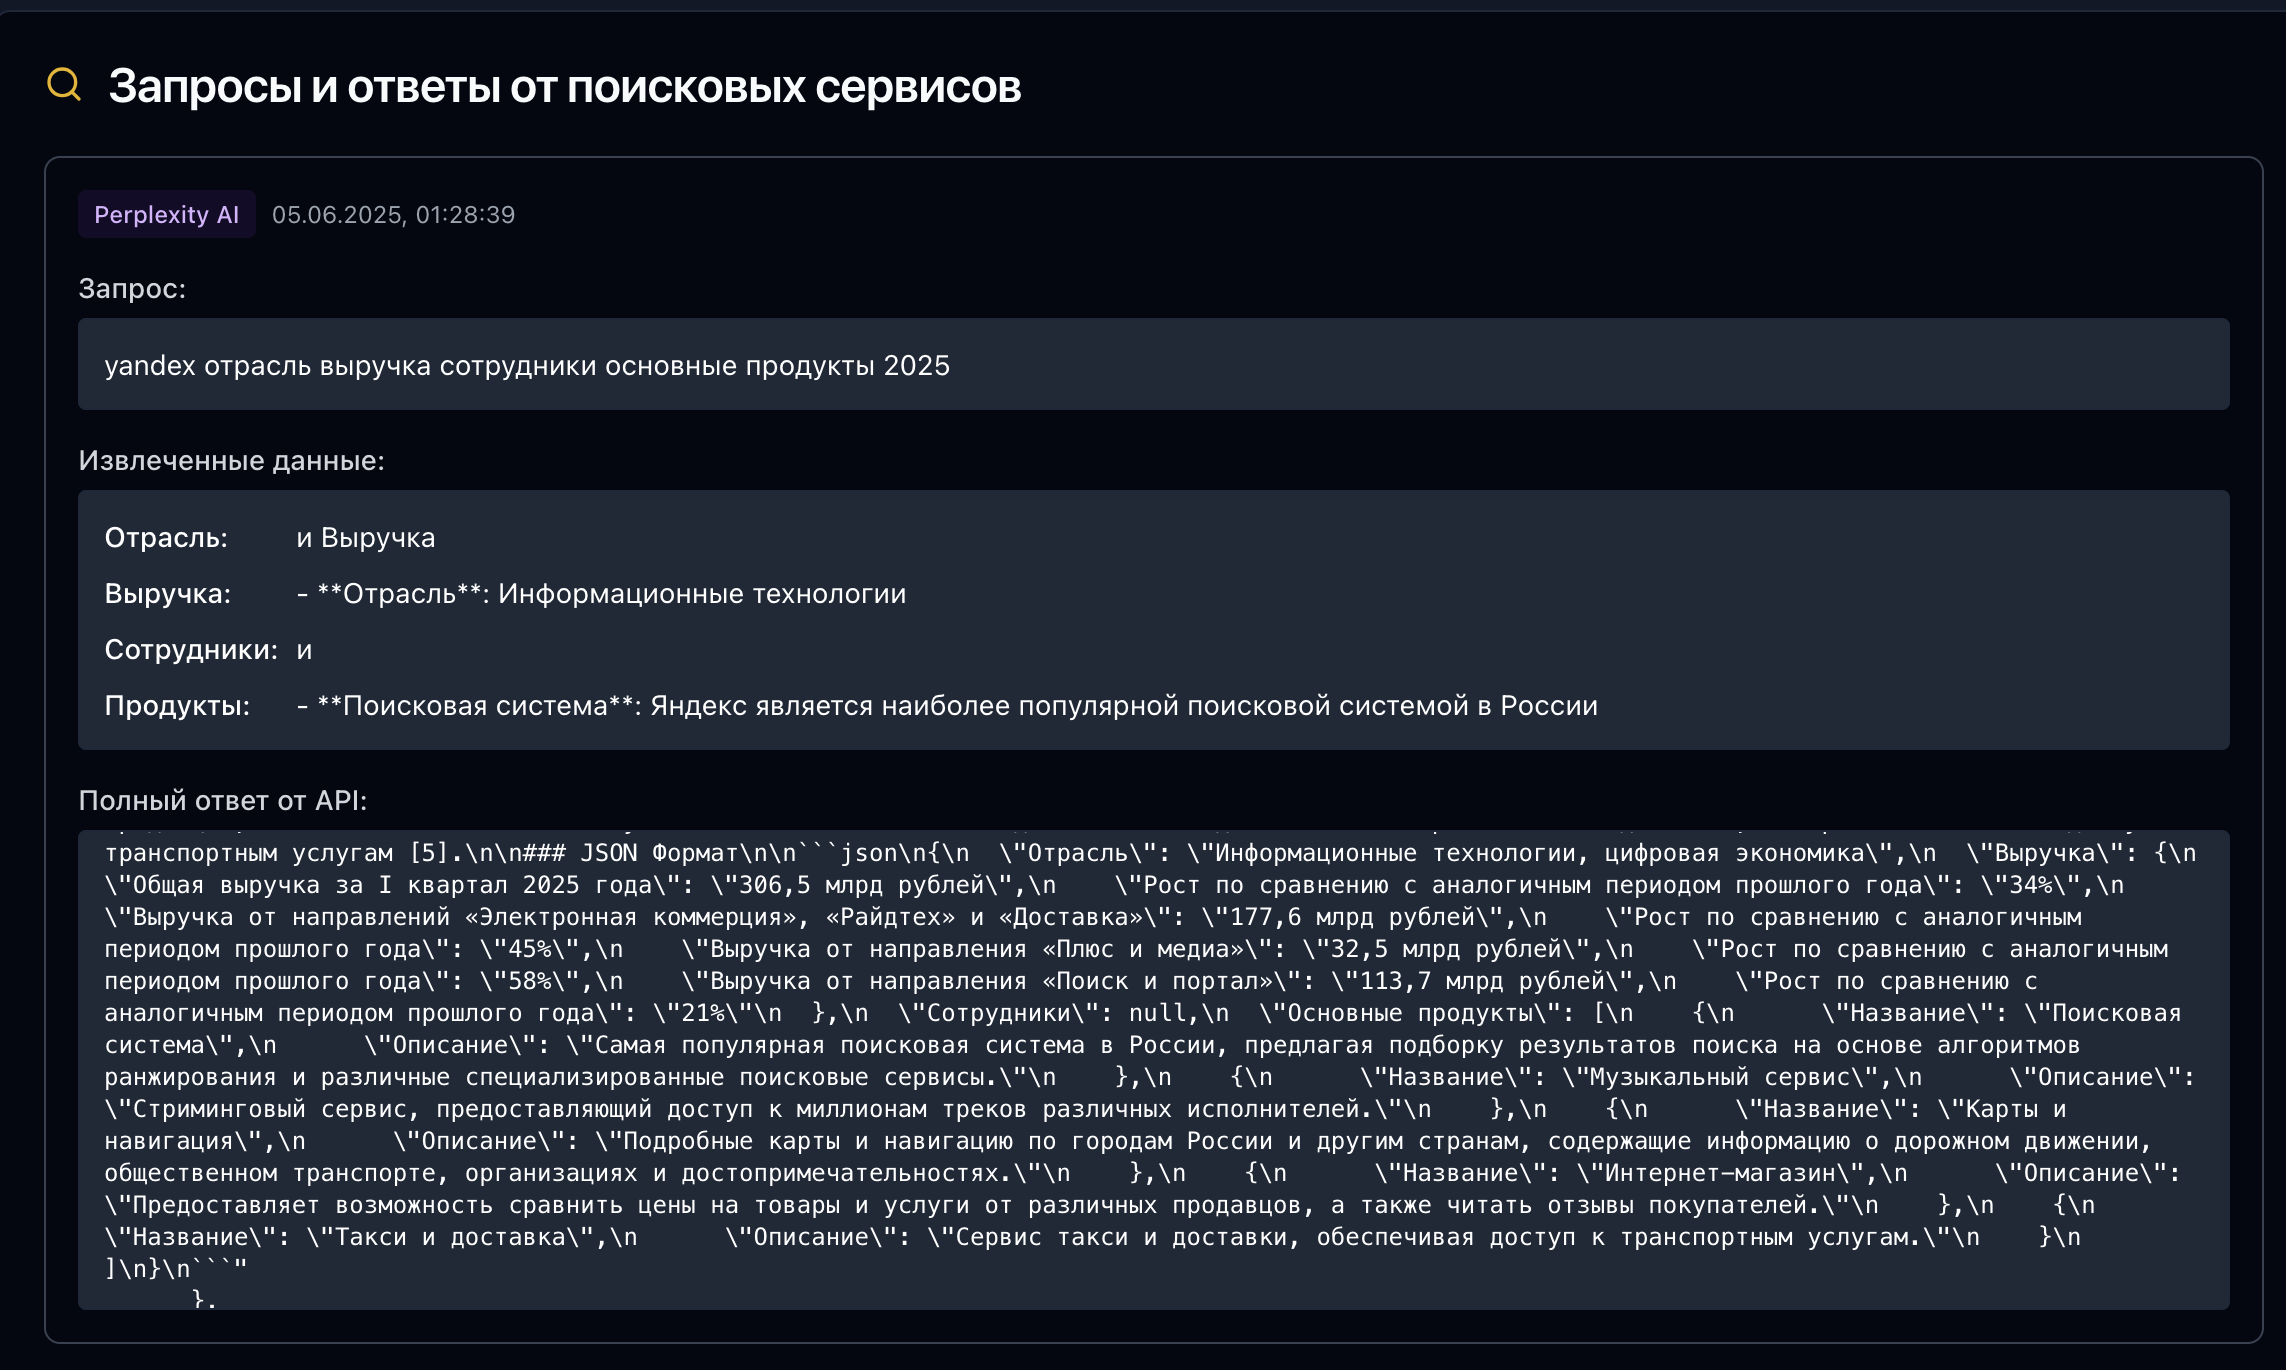 Запросы и ответы от поисковых сервисов
Perplexity AI 05.06.2025, 01:28:39
Запрос:
yandex отрасль выручка сотрудники основные продукты 2025
Извлеченные данные:
Отрасль: и Выручка
Выручка: - **Отрасль**: Информационные технологии
Сотрудники: и
Продукты: - **Поисковая система**: Яндекс является наиболее популярной поисковой системой в России
Полный ответ от API:
транспортным услугам [5].\n\n### JSON Формат\n\n```json\n{\n  \"Отрасль\": \"Информационные технологии, цифровая экономика\",\n  \"Выручка\": {\n
\"Общая выручка за I квартал 2025 года\": \"306,5 млрд рублей\",\n    \"Рост по сравнению с аналогичным периодом прошлого года\": \"34%\",\n
\"Выручка от направлений «Электронная коммерция», «Райдтех» и «Доставка»\": \"177,6 млрд рублей\",\n    \"Рост по сравнению с аналогичным
периодом прошлого года\": \"45%\",\n    \"Выручка от направления «Плюс и медиа»\": \"32,5 млрд рублей\",\n    \"Рост по сравнению с аналогичным
периодом прошлого года\": \"58%\",\n    \"Выручка от направления «Поиск и портал»\": \"113,7 млрд рублей\",\n    \"Рост по сравнению с
аналогичным периодом прошлого года\": \"21%\"\n  },\n  \"Сотрудники\": null,\n  \"Основные продукты\": [\n    {\n      \"Название\": \"Поисковая
система\",\n      \"Описание\": \"Самая популярная поисковая система в России, предлагая подборку результатов поиска на основе алгоритмов
ранжирования и различные специализированные поисковые сервисы.\"\n    },\n    {\n      \"Название\": \"Музыкальный сервис\",\n      \"Описание\":
\"Стриминговый сервис, предоставляющий доступ к миллионам треков различных исполнителей.\"\n    },\n    {\n      \"Название\": \"Карты и
навигация\",\n      \"Описание\": \"Подробные карты и навигацию по городам России и другим странам, содержащие информацию о дорожном движении,
общественном транспорте, организациях и достопримечательностях.\"\n    },\n    {\n      \"Название\": \"Интернет-магазин\",\n      \"Описание\":
\"Предоставляет возможность сравнить цены на товары и услуги от различных продавцов, а также читать отзывы покупателей.\"\n    },\n    {\n
\"Название\": \"Такси и доставка\",\n      \"Описание\": \"Сервис такси и доставки, обеспечивая доступ к транспортным услугам.\"\n    }\n
]\n}\n```"
},